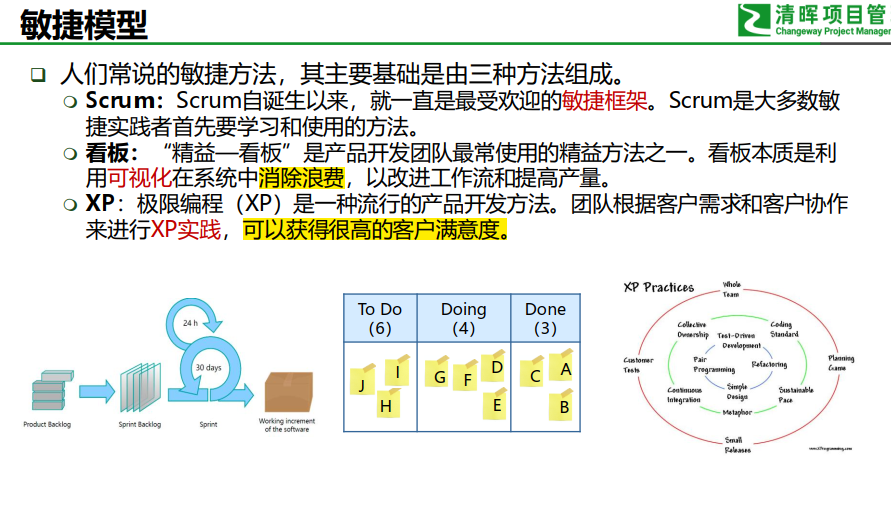 敏捷模型
清晖项目管
Changeway Project Manager
人们常说的敏捷方法，其主要基础是由三种方法组成。
Scrum：Scrum自诞生以来，就一直是最受欢迎的敏捷框架。Scrum是大多数敏
捷实践者首先要学习和使用的方法。
看板：“精益—看板”是产品开发团队最常使用的精益方法之一。看板本质是利
用可视化在系统中消除浪费，以改进工作流和提高产量。
XP：极限编程（XP）是一种流行的产品开发方法。团队根据客户需求和客户协作
来进行XP实践，可以获得很高的客户满意度。
24 h
30 days
Product Backlog
Sprint Backlog
Sprint
Working increment
of the software
To Do
(6)
Doing
(4)
Done
(3)
J
I
H
G
F
D
E
C
A
B
XP Practices
Whole
Team
Collective
Ownership
Test-Driven
Development
Coding
Standard
Customer
Tests
Pair
Programming
Refactoring
Planning
Game
Continuous
Integration
Simple
Design
Sustainable
Pace
Metaphor
Small
Releases